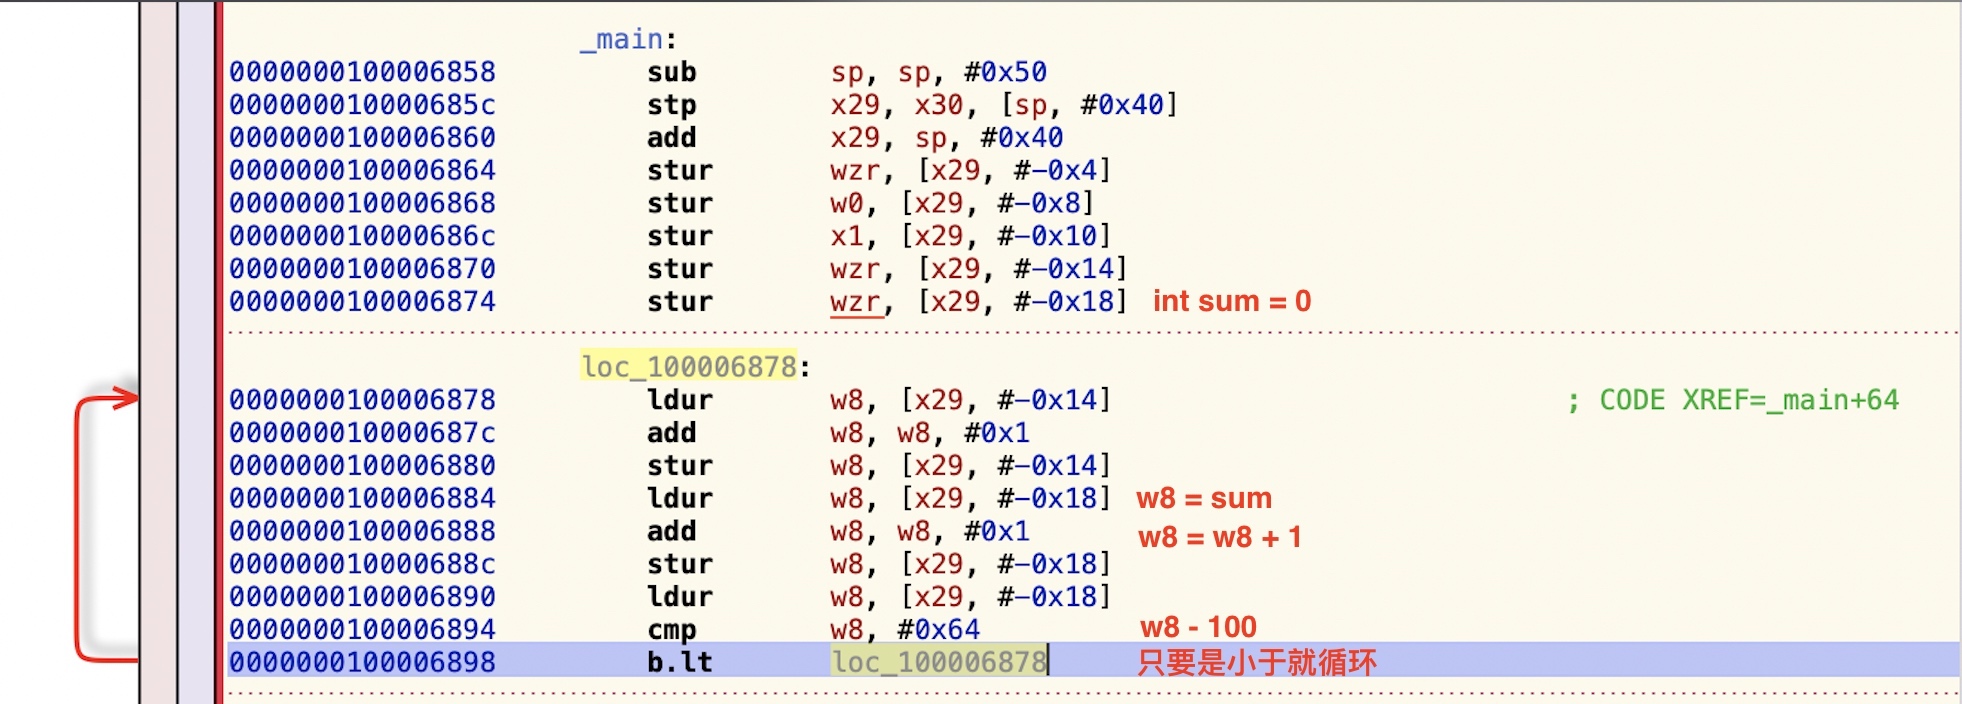 _main:
0000000100006858 sub sp, sp, #0x50
000000010000685c stp x29, x30, [sp, #0x40]
0000000100006860 add x29, sp, #0x40
0000000100006864 stur wzr, [x29, #-0x4]
0000000100006868 stur w0, [x29, #-0x8]
000000010000686c stur x1, [x29, #-0x10]
0000000100006870 stur wzr, [x29, #-0x14]
0000000100006874 stur wzr, [x29, #-0x18] int sum = 0
loc_100006878:
0000000100006878 ldur w8, [x29, #-0x14] ; CODE XREF=_main+64
000000010000687c add w8, w8, #0x1
0000000100006880 stur w8, [x29, #-0x14]
0000000100006884 ldur w8, [x29, #-0x18] w8 = sum
0000000100006888 add w8, w8, #0x1 w8 = w8 + 1
000000010000688c stur w8, [x29, #-0x18]
0000000100006890 ldur w8, [x29, #-0x18]
0000000100006894 cmp w8, #0x64 w8 - 100
0000000100006898 b.lt loc_100006878 只要是小于就循环